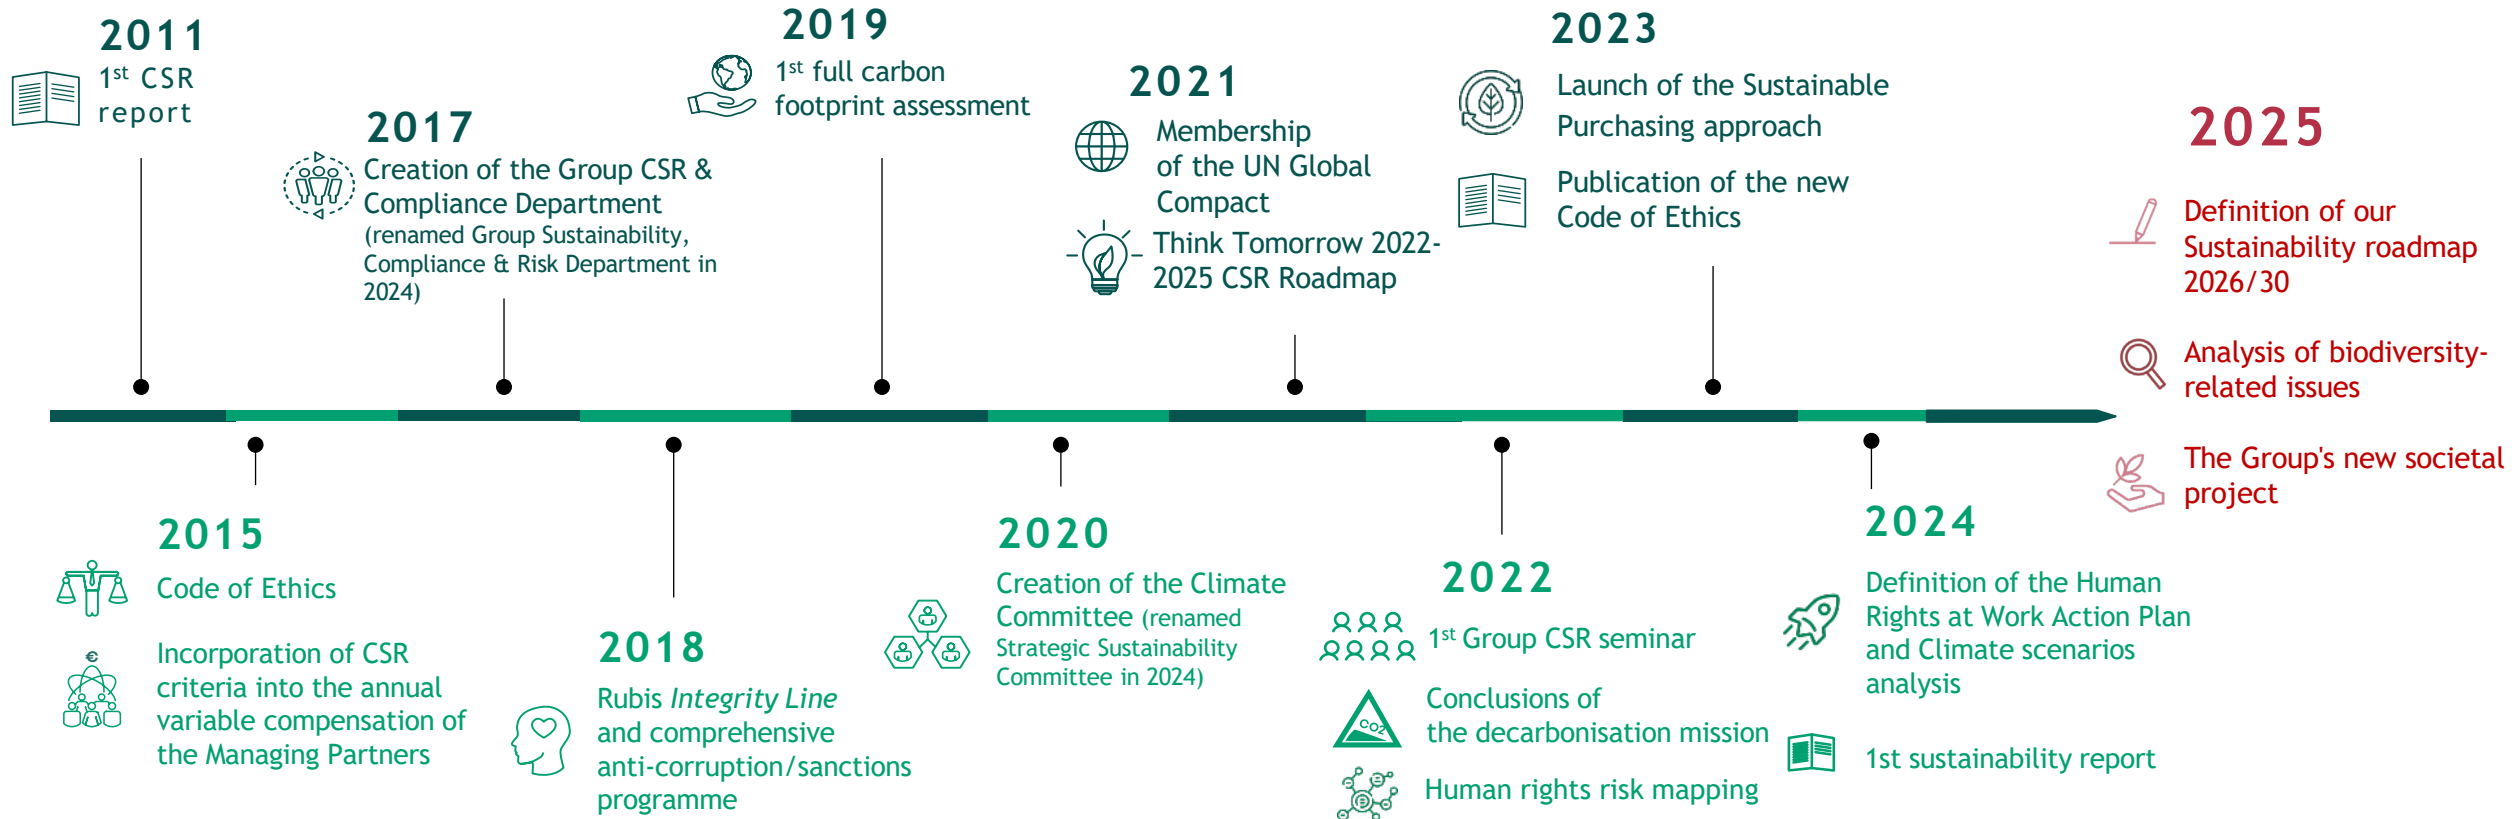 2011
1st CSR
report
2017
Creation of the Group CSR &
Compliance Department
(renamed Group Sustainability,
Compliance & Risk Department in
2024)
2019
1st full carbon
footprint assessment
2021
Membership
of the UN Global
Compact
Think Tomorrow 2022-
2025 CSR Roadmap
2023
Launch of the Sustainable
Purchasing approach
Publication of the new
Code of Ethics
2025
Definition of our
Sustainability roadmap
2026/30
Analysis of biodiversity-
related issues
The Group's new societal
project
2015
Code of Ethics
€
Incorporation of CSR
criteria into the annual
variable compensation of
the Managing Partners
2018
Rubis Integrity Line
and comprehensive
anti-corruption/sanctions
programme
2020
Creation of the Climate
Committee (renamed
Strategic Sustainability
Committee in 2024)
2022
1st Group CSR seminar
CO2
Conclusions of
the decarbonisation mission
Human rights risk mapping
2024
Definition of the Human
Rights at Work Action Plan
and Climate scenarios
analysis
1st sustainability report